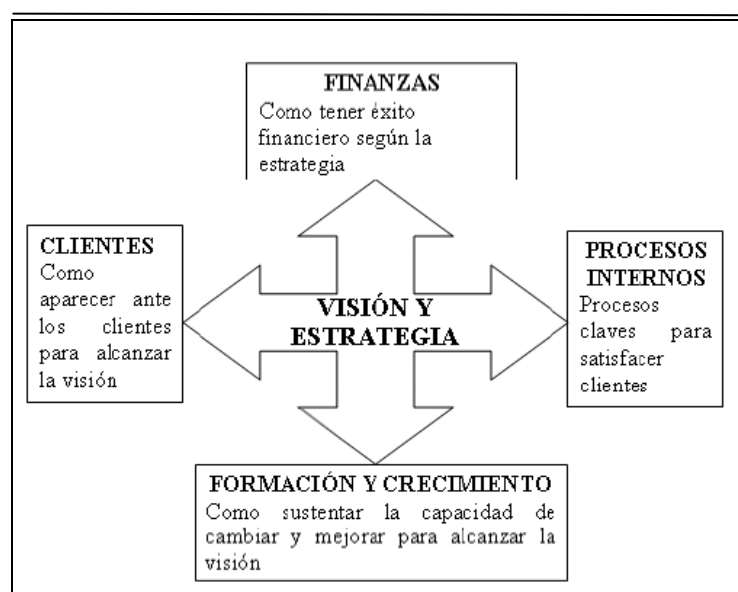 FINANZAS
Como tener éxito
financiero según la
estrategia
CLIENTES
Como
aparecer ante
los clientes
para alcanzar
la visión
VISIÓN Y
ESTRATEGIA
PROCESOS
INTERNOS
Procesos
claves para
satisfacer
clientes
FORMACIÓN Y CRECIMIENTO
Como sustentar la capacidad de
cambiar y mejorar para alcanzar la
visión